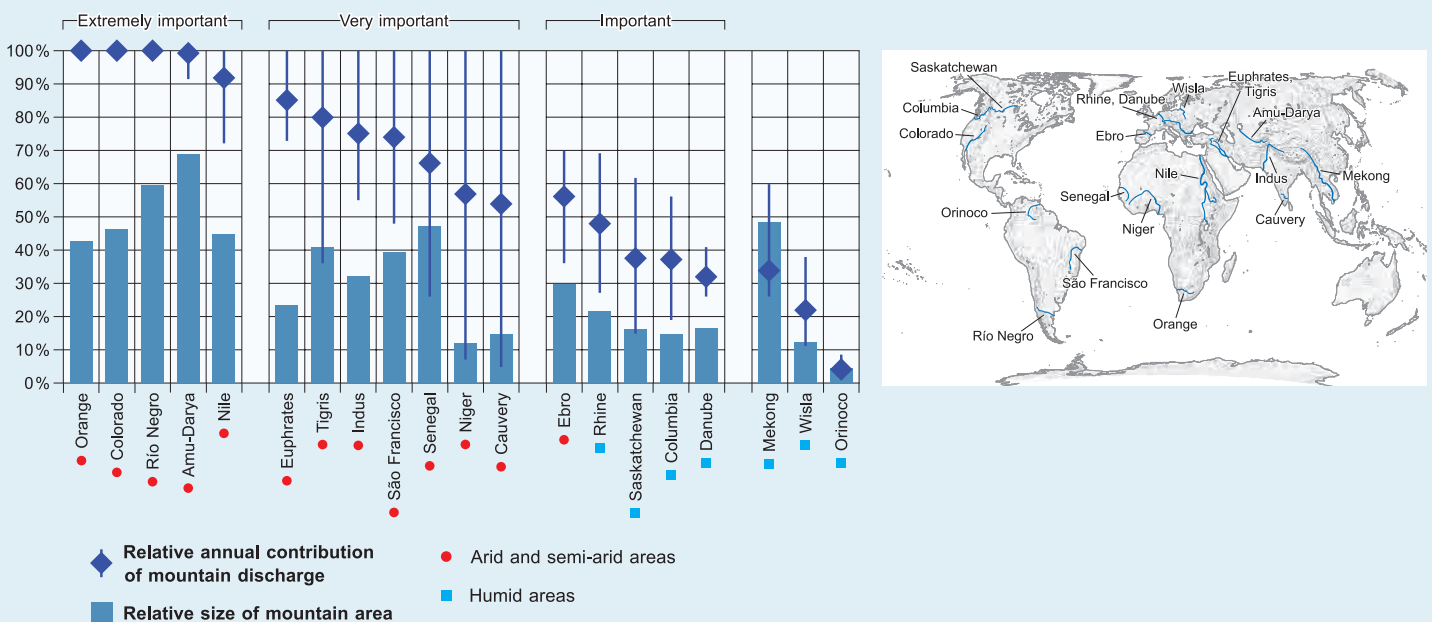 Extremely important
Very important
Important
100 %
90 %
80 %
70 %
60 %
50 %
40 %
30 %
20 %
10 %
0 %
Orange
Colorado
Río Negro
Amu-Darya
Nile
Euphrates
Tigris
Indus
São Francisco
Senegal
Niger
Cauvery
Ebro
Rhine
Saskatchewan
Columbia
Danube
Mekong
Wisla
Orinoco
Relative annual contribution
of mountain discharge
Relative size of mountain area
Arid and semi-arid areas
Humid areas
Saskatchewan
Columbia
Colorado
Orinoco
Río Negro
São Francisco
Rhine, Danube
Wisla
Ebro
Euphrates,
Tigris
Amu-Darya
Nile
Senegal
Niger
Indus
Cauvery
Mekong
Orange